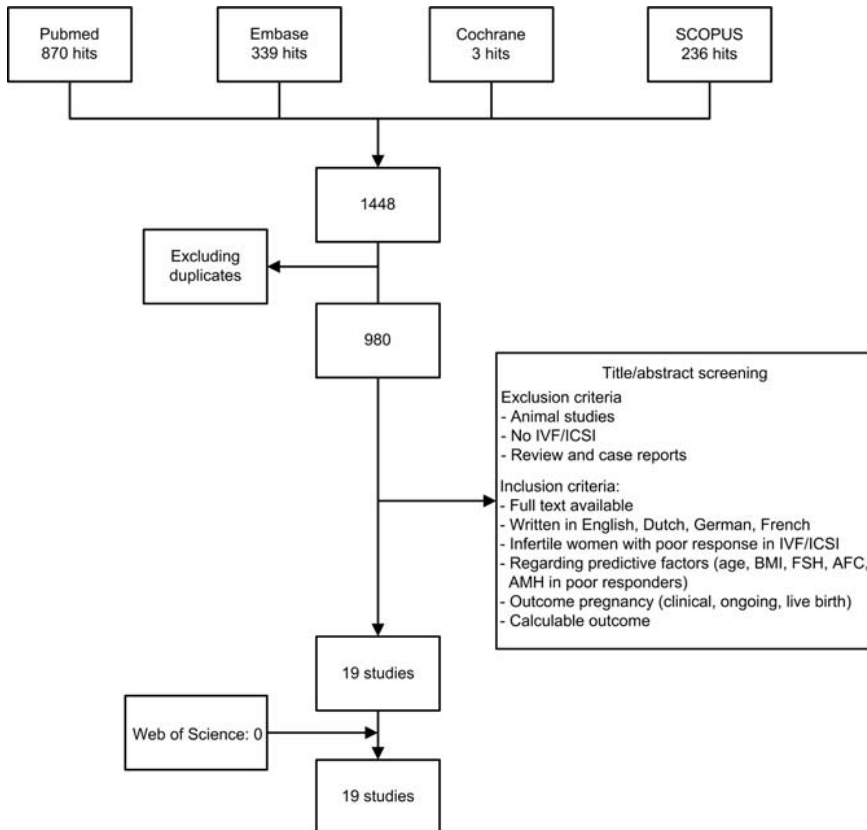 Pubmed
870 hits
Embase
339 hits
Cochrane
3 hits
SCOPUS
236 hits
1448
Excluding
duplicates
980
Title/abstract screening
Exclusion criteria
- Animal studies
- No IVF/ICSI
- Review and case reports
Inclusion criteria:
- Full text available
- Written in English, Dutch, German, French
- Infertile women with poor response in IVF/ICSI
- Regarding predictive factors (age, BMI, FSH, AFC,
AMH in poor responders)
- Outcome pregnancy (clinical, ongoing, live birth)
- Calculable outcome
19 studies
Web of Science: 0
19 studies